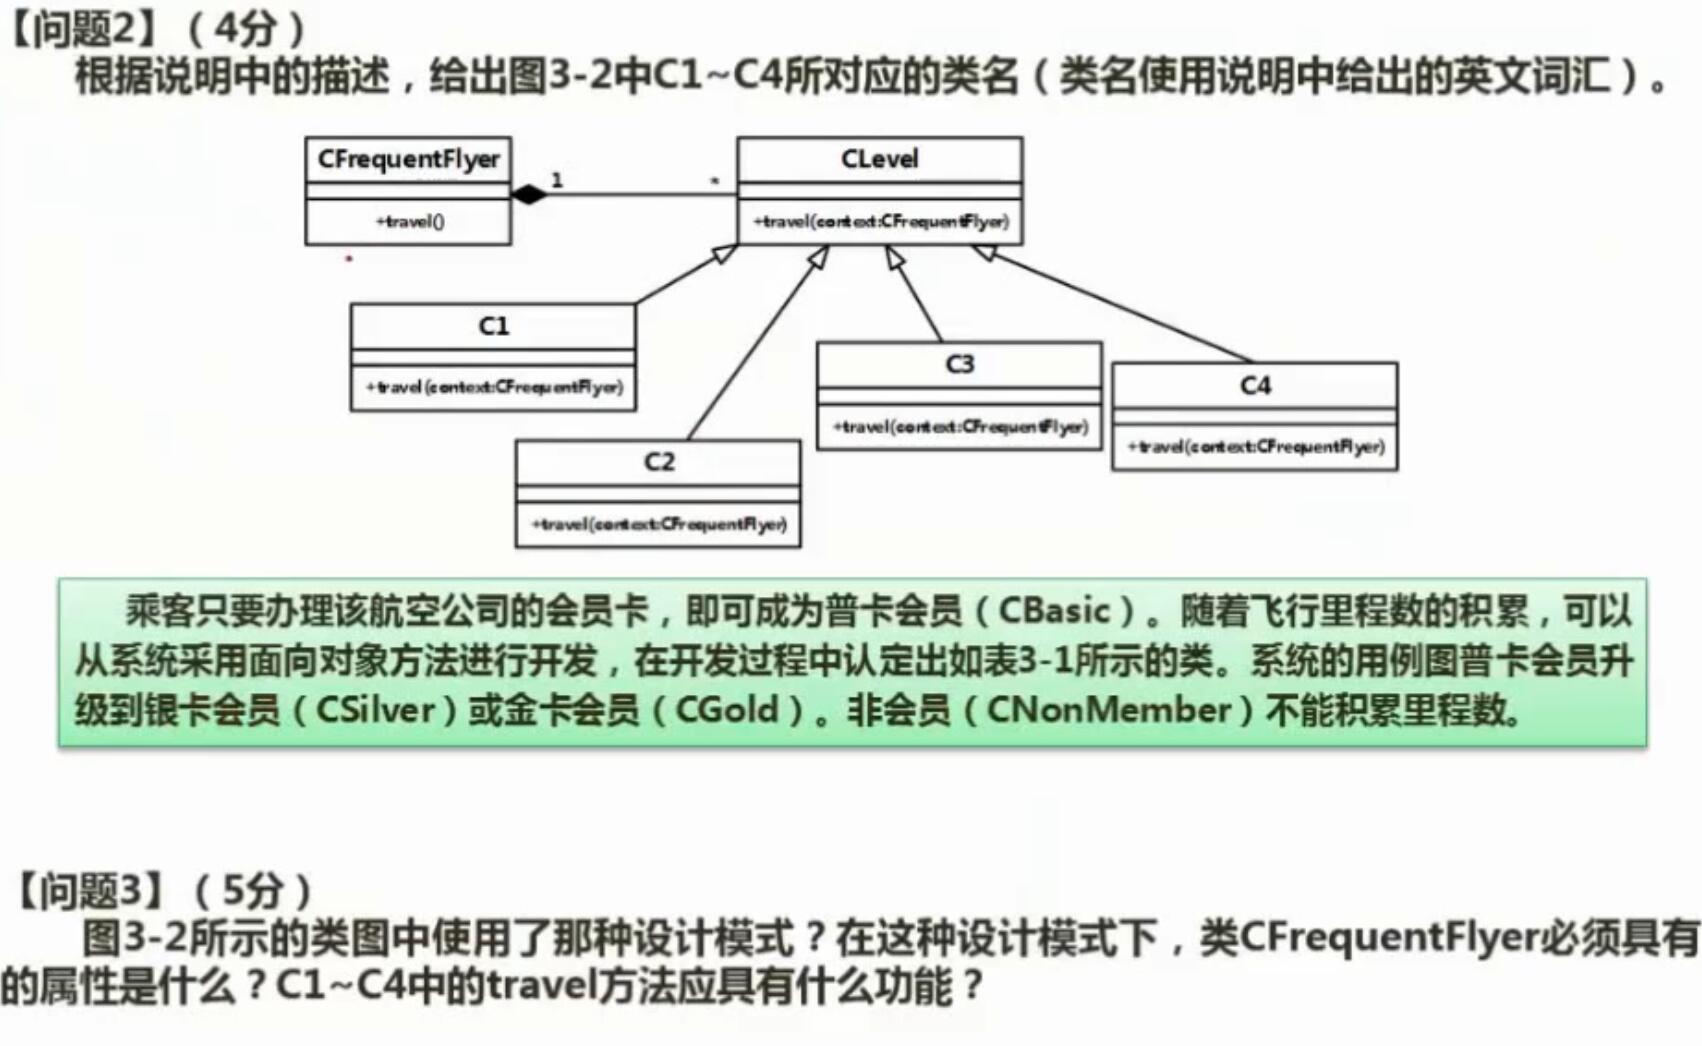 【问题2】（4分）
根据说明中的描述，给出图3-2中C1~C4所对应的类名（类名使用说明中给出的英文词汇）。
CFrequentFlyer
+travel()
1
*
CLevel
+travel(context:CFrequentFlyer)
C1
+travel(context:CFrequentFlyer)
C2
+travel(context:CFrequentFlyer)
C3
+travel(context:CFrequentFlyer)
C4
+travel(context:CFrequentFlyer)
乘客只要办理该航空公司的会员卡，即可成为普卡会员（CBasic）。随着飞行里程数的积累，可以
从系统采用面向对象方法进行开发，在开发过程中认定出如表3-1所示的类。系统的用例图普卡会员升
级到银卡会员（CSilver）或金卡会员（CGold）。非会员（CNonMember）不能积累里程数。
【问题3】（5分）
图3-2所示的类图中使用了那种设计模式？在这种设计模式下，类CFrequentFlyer必须具有
的属性是什么？C1~C4中的travel方法应具有什么功能？